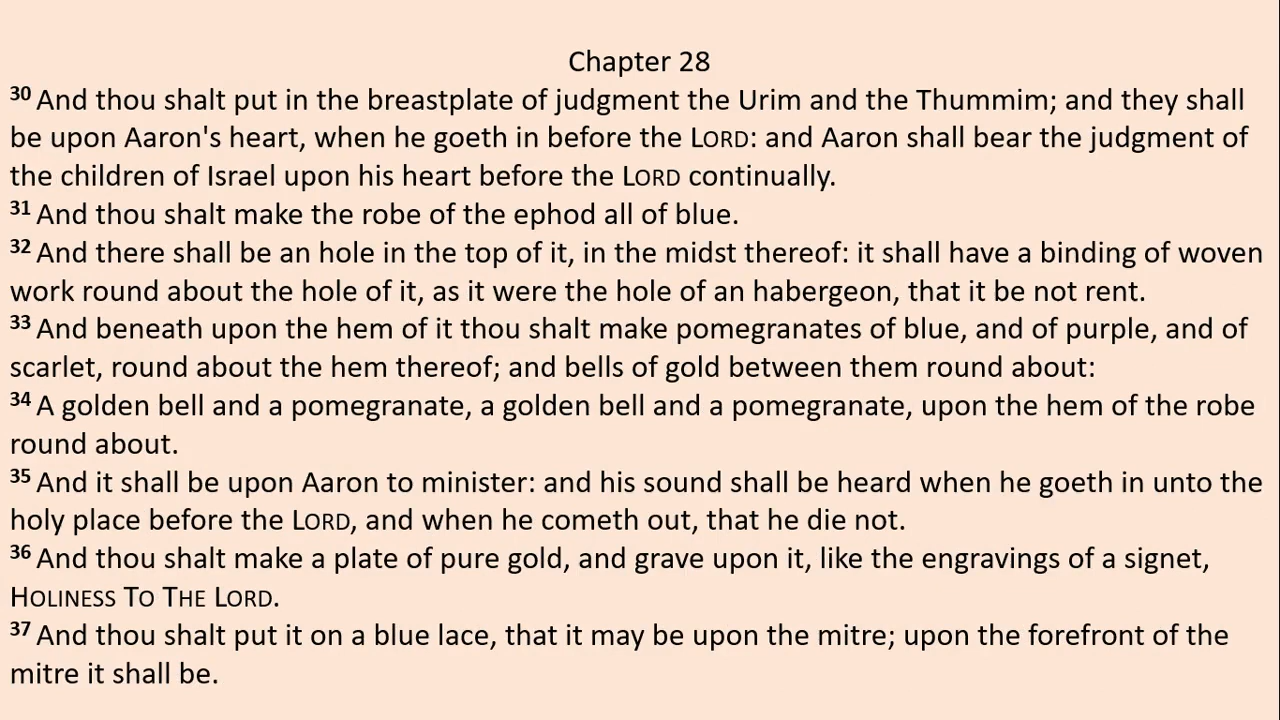 Chapter 28
30 And thou shalt put in the breastplate of judgment the Urim and the Thummim; and they shall
be upon Aaron's heart, when he goeth in before the LORD: and Aaron shall bear the judgment of
the children of Israel upon his heart before the LORD continually.
31 And thou shalt make the robe of the ephod all of blue.
32 And there shall be an hole in the top of it, in the midst thereof: it shall have a binding of woven
work round about the hole of it, as it were the hole of an habergeon, that it be not rent.
33 And beneath upon the hem of it thou shalt make pomegranates of blue, and of purple, and of
scarlet, round about the hem thereof; and bells of gold between them round about:
34 A golden bell and a pomegranate, a golden bell and a pomegranate, upon the hem of the robe
round about.
35 And it shall be upon Aaron to minister: and his sound shall be heard when he goeth in unto the
holy place before the LORD, and when he cometh out, that he die not.
36 And thou shalt make a plate of pure gold, and grave upon it, like the engravings of a signet,
HOLINESS TO THE LORD.
37 And thou shalt put it on a blue lace, that it may be upon the mitre; upon the forefront of the
mitre it shall be.